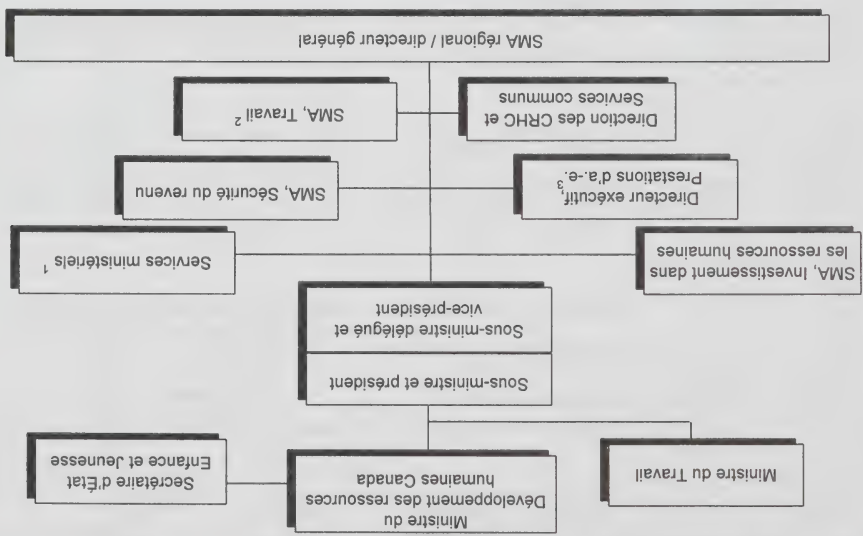 Ministre du Travail
Ministre du
Développement des ressources
humaines Canada
Secrétaire d'État
Enfance et Jeunesse
Sous-ministre et président
Sous-ministre délégué et
vice-président
SMA, Investissement dans
les ressources humaines
Services ministériels 1
Directeur exécutif,
Prestations d'a.-e. 3
SMA, Sécurité du revenu
Direction des CRHC et
Services communs
SMA, Travail 2
SMA régional / directeur général